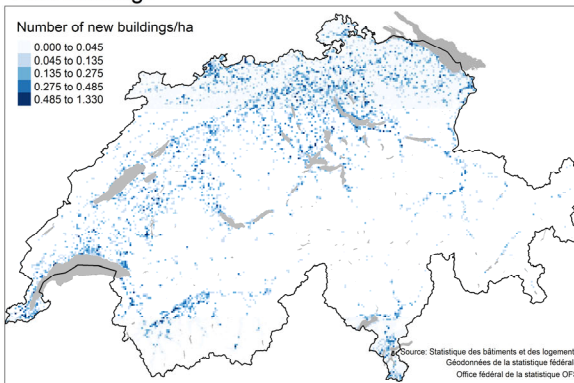 Number of new buildings/ha
0.000 to 0.045
0.045 to 0.135
0.135 to 0.275
0.275 to 0.485
0.485 to 1.330
Source: Statistique des bâtiments et des logement
Géodonnées de la statistique fédéral
Office fédéral de la statistique OF